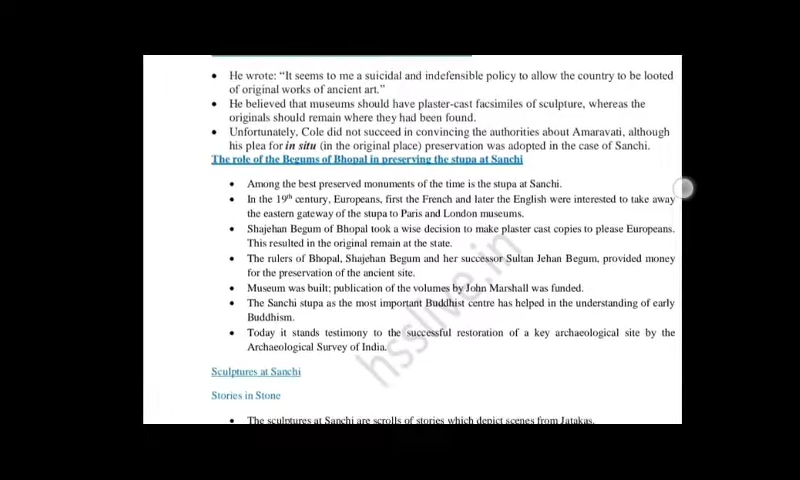 • He wrote: “It seems to me a suicidal and indefensible policy to allow the country to be looted
of original works of ancient art.”
• He believed that museums should have plaster-cast facsimiles of sculpture, whereas the
originals should remain where they had been found.
• Unfortunately, Cole did not succeed in convincing the authorities about Amaravati, although
his plea for in situ (in the original place) preservation was adopted in the case of Sanchi.
The role of the Begums of Bhopal in preserving the stupa at Sanchi
• Among the best preserved monuments of the time is the stupa at Sanchi.
• In the 19th century, Europeans, first the French and later the English were interested to take away
the eastern gateway of the stupa to Paris and London museums.
• Shajehan Begum of Bhopal took a wise decision to make plaster cast copies to please Europeans.
This resulted in the original remain at the state.
• The rulers of Bhopal, Shajehan Begum and her successor Sultan Jehan Begum, provided money
for the preservation of the ancient site.
• Museum was built; publication of the volumes by John Marshall was funded.
• The Sanchi stupa as the most important Buddhist centre has helped in the understanding of early
Buddhism.
• Today it stands testimony to the successful restoration of a key archaeological site by the
Archaeological Survey of India.
hsslive.in
Sculptures at Sanchi
Stories in Stone
• The sculptures at Sanchi are scrolls of stories which depict scenes from Jatakas.